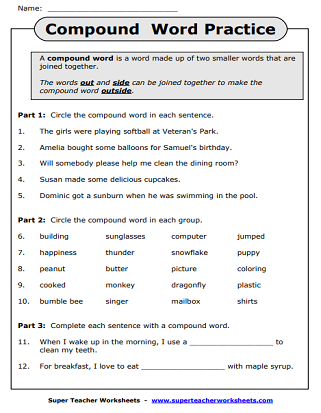 Name: ____________________
Compound Word Practice
A compound word is a word made up of two smaller words that are
joined together.
The words out and side can be joined together to make the
compound word outside.
Part 1: Circle the compound word in each sentence.
1. The girls were playing softball at Veteran's Park.
2. Amelia bought some balloons for Samuel's birthday.
3. Will somebody please help me clean the dining room?
4. Susan made some delicious cupcakes.
5. Dominic got a sunburn when he was swimming in the pool.
Part 2: Circle the compound word in each group.
6. building sunglasses computer jumped
7. happiness thunder snowflake puppy
8. peanut butter picture coloring
9. cooked monkey dragonfly plastic
10. bumble bee singer mailbox shirts
Part 3: Complete each sentence with a compound word.
11. When I wake up in the morning, I use a ____________________ to
clean my teeth.
12. For breakfast, I love to eat ____________________ with maple syrup.
Super Teacher Worksheets - www.superteacherworksheets.com